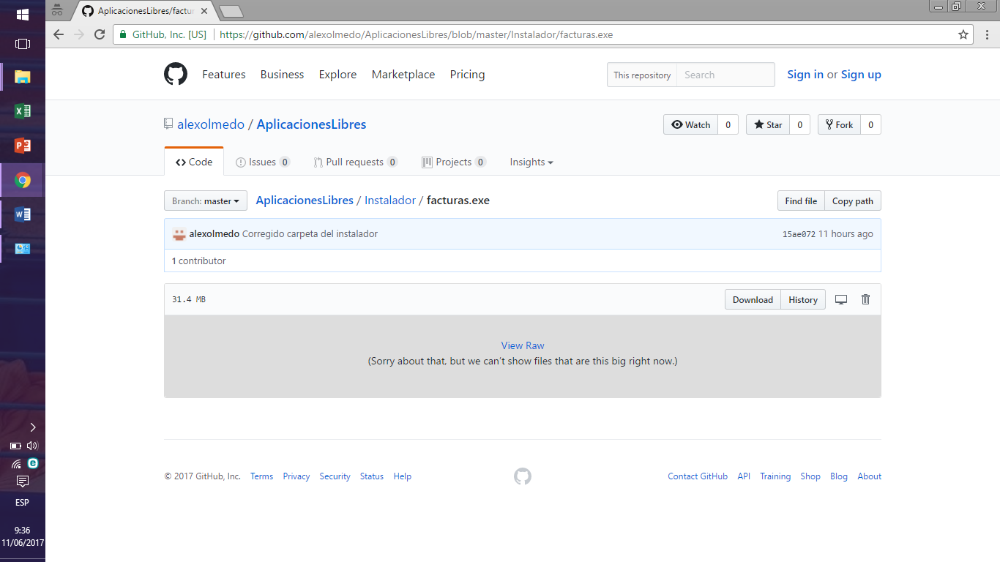 AplicacionesLibres/factur
GitHub, Inc. [US] https://github.com/alexolmedo/AplicacionesLibres/blob/master/Instalador/facturas.exe
Features Business Explore Marketplace Pricing This repository Search Sign in or Sign up
alexolmedo / AplicacionesLibres Watch 0 Star 0 Fork 0
Code Issues 0 Pull requests 0 Projects 0 Insights
Branch: master AplicacionesLibres / Instalador / facturas.exe Find file Copy path
alexolmedo Corregido carpeta del instalador 15ae072 11 hours ago
1 contributor
31.4 MB Download History
View Raw
(Sorry about that, but we can't show files that are this big right now.)
© 2017 GitHub, Inc. Terms Privacy Security Status Help Contact GitHub API Training Shop Blog About
ESP
9:36
11/06/2017